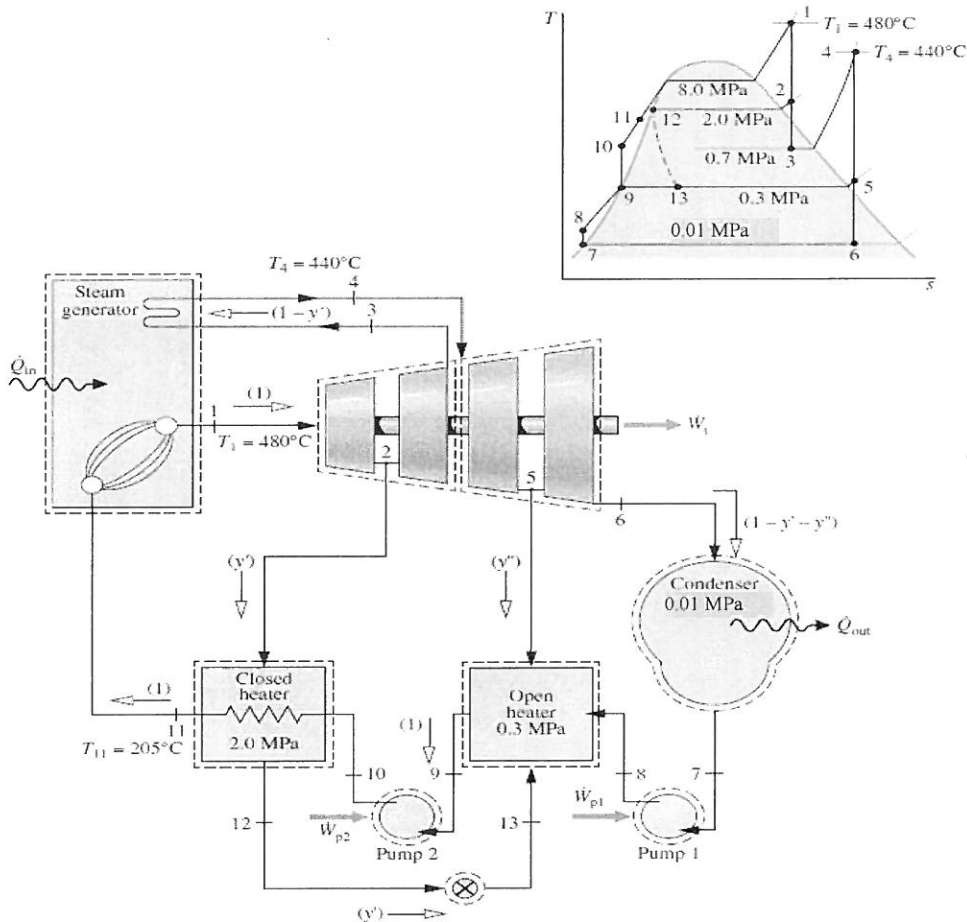 T
1
T₁ = 480°C
4
T₄ = 440°C
8.0 MPa
2
11
12
2.0 MPa
10
0.7 MPa
3
5
9
13
0.3 MPa
8
0.01 MPa
7
6
s
T₄ = 440°C
4
Steam
generator
(1 – y')
3
Q̇in
(1)
1
T₁ = 480°C
2
5
Ẇt
6
(1 – y' – y")
(y')
(y")
Condenser
0.01 MPa
Q̇out
Closed
heater
2.0 MPa
(1)
11
T₁₁ = 205°C
Open
heater
0.3 MPa
(1)
10
9
8
7
12
Ẇp2
Pump 2
13
Ẇp1
Pump 1
(y')